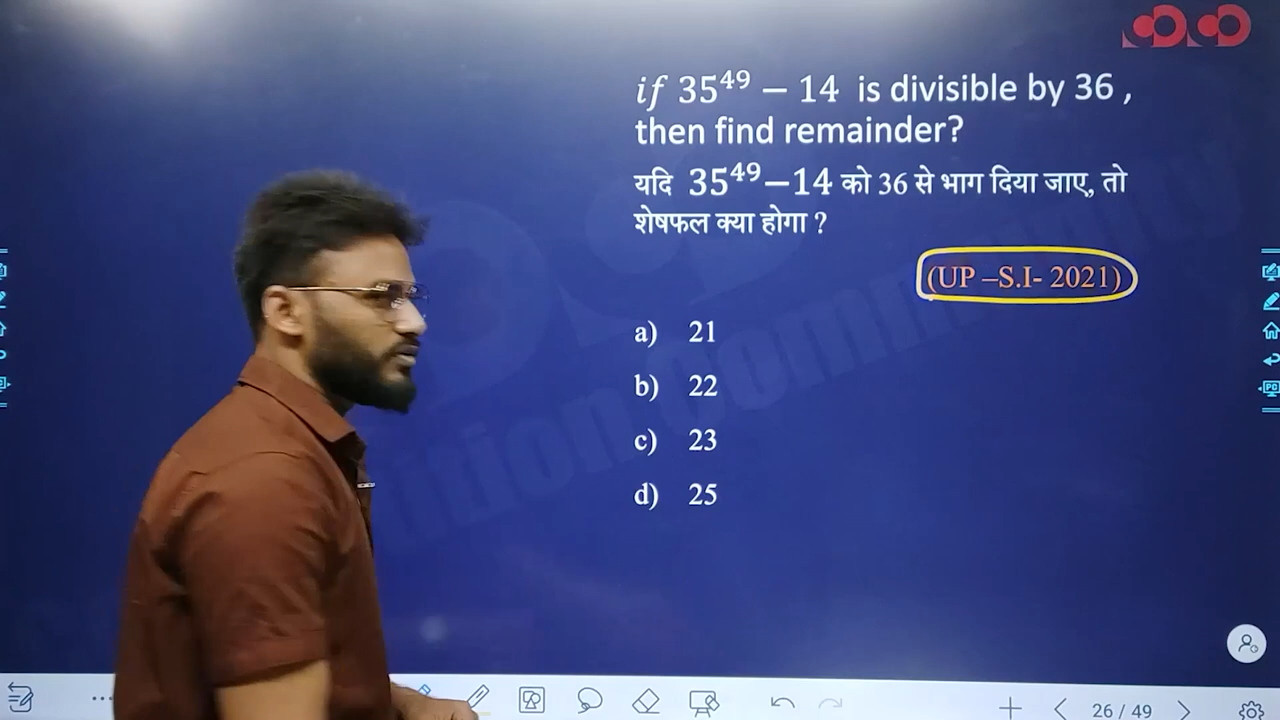 if 35⁴⁹ – 14 is divisible by 36 ,
then find remainder?
यदि 35⁴⁹–14 को 36 से भाग दिया जाए, तो
शेषफल क्या होगा ?
(UP –S.I- 2021)
a) 21
b) 22
c) 23
d) 25
26 / 49